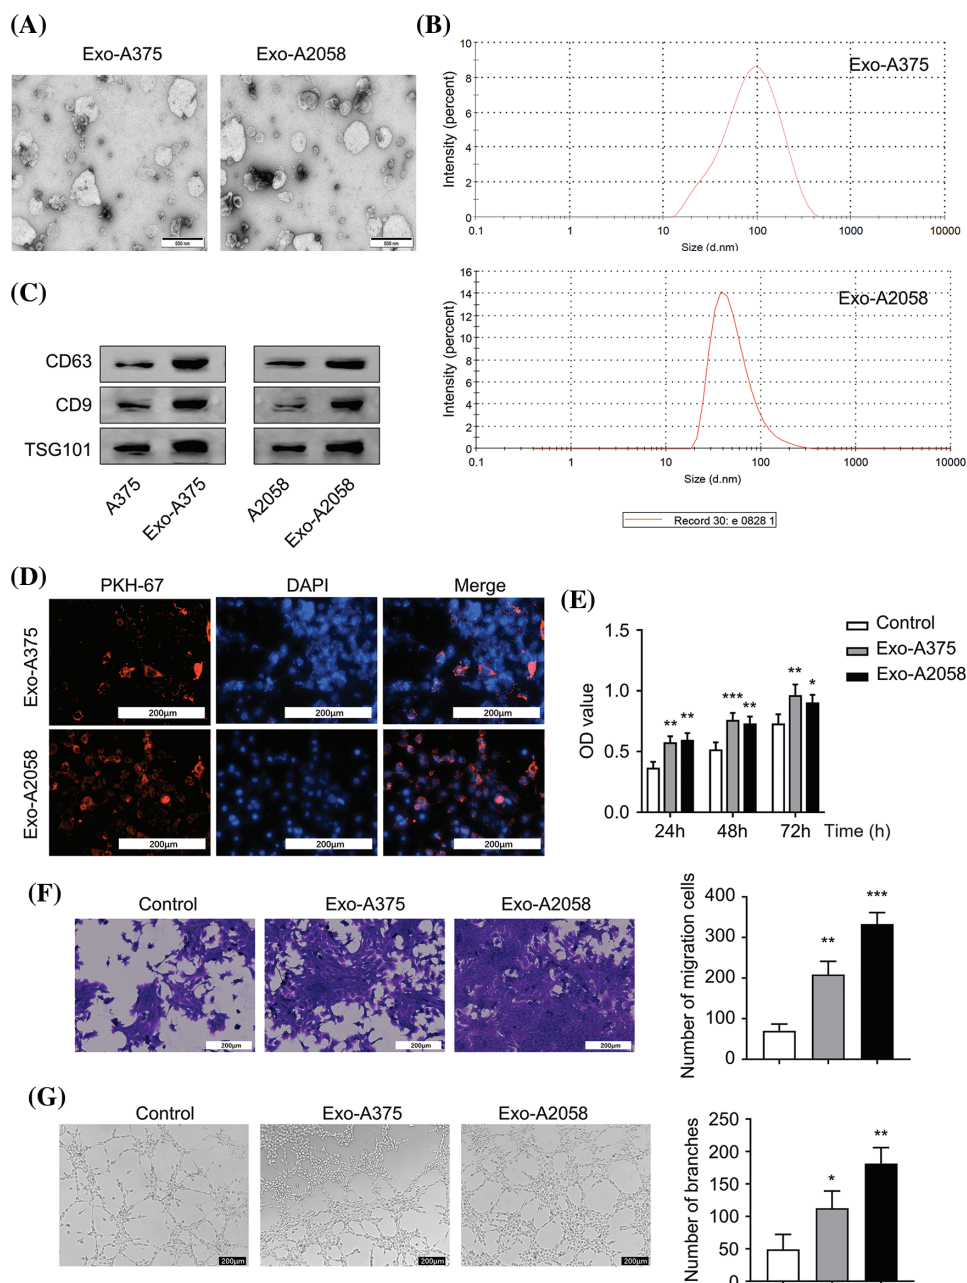 (A)
Exo-A375
Exo-A2058
500 nm
500 nm
(B)
Exo-A375
Intensity (percent)
10
8
6
4
2
0
0.1
1
10
100
1000
10000
Size (d.nm)
Exo-A2058
Intensity (percent)
16
14
12
10
8
6
4
2
0
0.1
1
10
100
1000
10000
Size (d.nm)
Record 30: e 0828 1
(C)
CD63
CD9
TSG101
A375
Exo-A375
A2058
Exo-A2058
(D)
PKH-67
DAPI
Merge
Exo-A375
200μm
200μm
200μm
Exo-A2058
200μm
200μm
200μm
(E)
Control
Exo-A375
Exo-A2058
OD value
1.5
1.0
0.5
0.0
** **
*** **
** *
24h
48h
72h
Time (h)
(F)
Control
Exo-A375
Exo-A2058
200μm
200μm
200μm
Number of migration cells
400
300
200
100
0
**
***
(G)
Control
Exo-A375
Exo-A2058
200μm
200μm
200μm
Number of branches
250
200
150
100
50
0
*
**